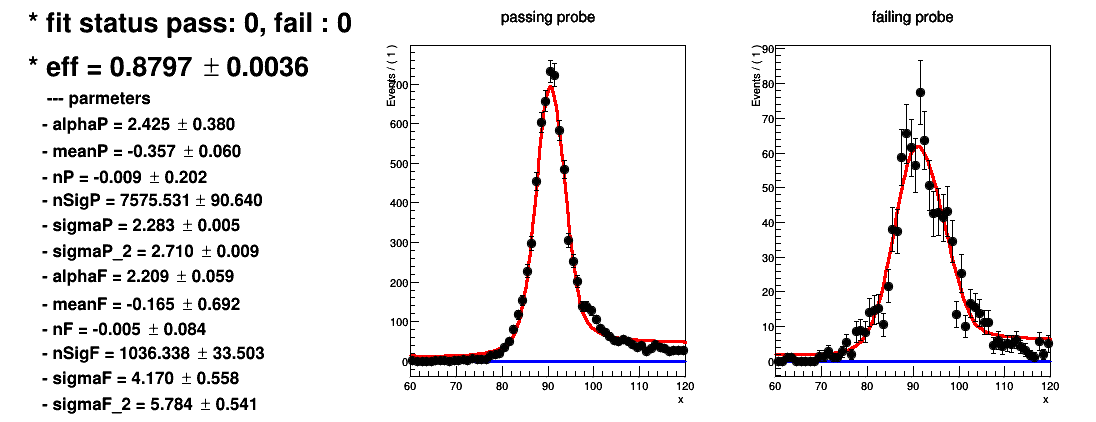 * fit status pass: 0, fail : 0
* eff = 0.8797 ± 0.0036
--- parmeters
- alphaP = 2.425 ± 0.380
- meanP = -0.357 ± 0.060
- nP = -0.009 ± 0.202
- nSigP = 7575.531 ± 90.640
- sigmaP = 2.283 ± 0.005
- sigmaP_2 = 2.710 ± 0.009
- alphaF = 2.209 ± 0.059
- meanF = -0.165 ± 0.692
- nF = -0.005 ± 0.084
- nSigF = 1036.338 ± 33.503
- sigmaF = 4.170 ± 0.558
- sigmaF_2 = 5.784 ± 0.541
passing probe
Events / ( 1 )
700
600
500
400
300
200
100
0
60 70 80 90 100 110 120
x
failing probe
Events / ( 1 )
90
80
70
60
50
40
30
20
10
0
60 70 80 90 100 110 120
x